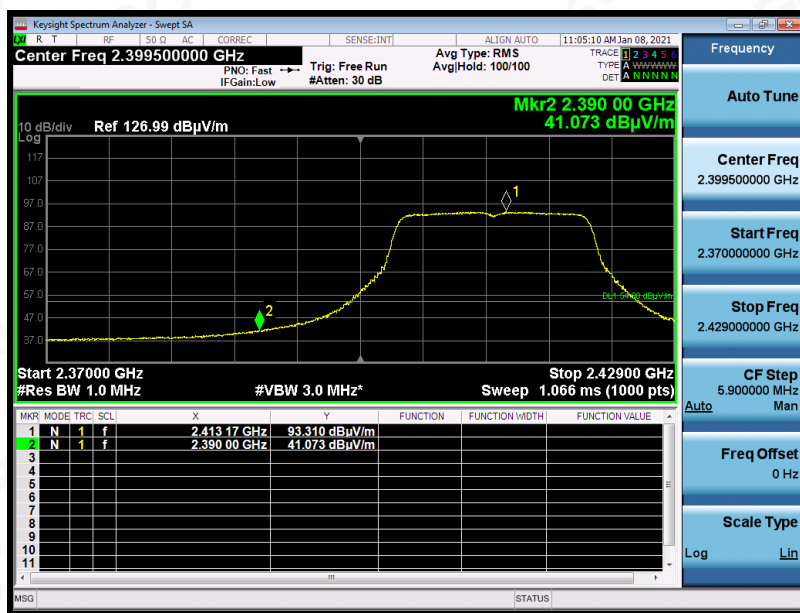 Keysight Spectrum Analyzer - Swept SA
LXI R T RF 50 Ω AC CORREC SENSE:INT ALIGN AUTO 11:05:10 AM Jan 08, 2021
Center Freq 2.399500000 GHz
PNO: Fast
IFGain:Low
Trig: Free Run
#Atten: 30 dB
Avg Type: RMS
Avg|Hold: 100/100
TRACE 1 2 3 4 5 6
TYPE A WWWWW
DET A N N N N N
Mkr2 2.390 00 GHz
41.073 dBµV/m
10 dB/div Ref 126.99 dBµV/m
Log
117
107
97.0
87.0
77.0
67.0
57.0
47.0
37.0
1
2
DL1 54.00 dBµV/m
Start 2.37000 GHz Stop 2.42900 GHz
#Res BW 1.0 MHz #VBW 3.0 MHz* Sweep 1.066 ms (1000 pts)
MKR MODE TRC SCL X Y FUNCTION FUNCTION WIDTH FUNCTION VALUE
1 N 1 f 2.413 17 GHz 93.310 dBµV/m
2 N 1 f 2.390 00 GHz 41.073 dBµV/m
3
4
5
6
7
8
9
10
11
MSG STATUS
Frequency
Auto Tune
Center Freq
2.399500000 GHz
Start Freq
2.370000000 GHz
Stop Freq
2.429000000 GHz
CF Step
5.900000 MHz
Auto Man
Freq Offset
0 Hz
Scale Type
Log Lin